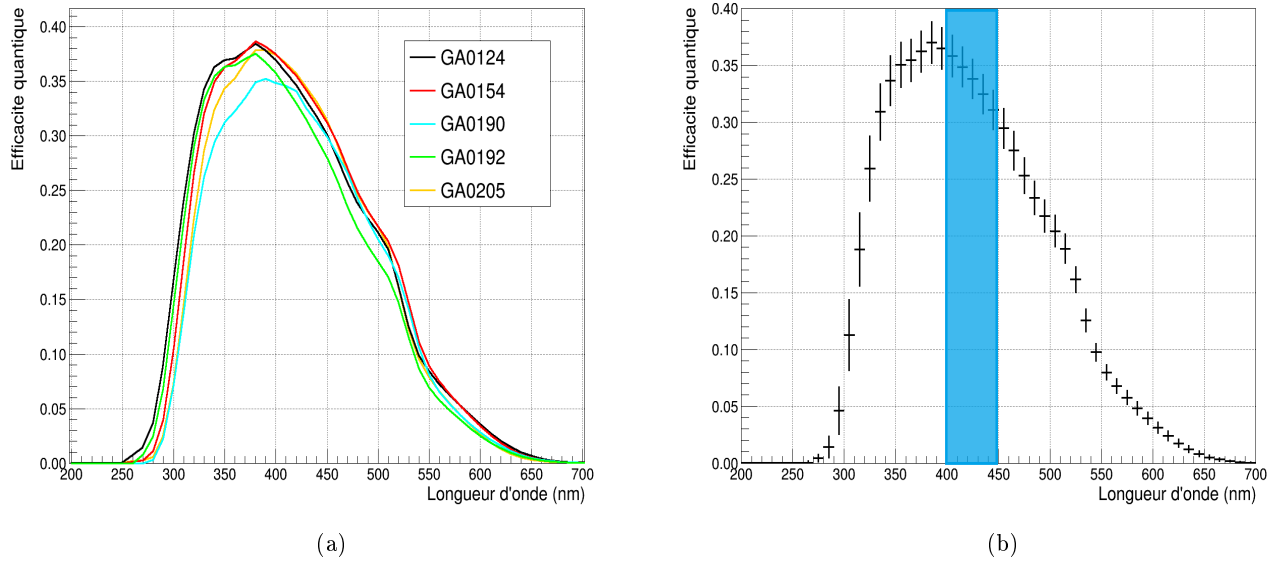 Efficacite quantique
0.40
0.35
0.30
0.25
0.20
0.15
0.10
0.05
0.00
GA0124
GA0154
GA0190
GA0192
GA0205
200 250 300 350 400 450 500 550 600 650 700
Longueur d'onde (nm)
(a)
Efficacite quantique
0.40
0.35
0.30
0.25
0.20
0.15
0.10
0.05
0.00
200 250 300 350 400 450 500 550 600 650 700
Longueur d'onde (nm)
(b)